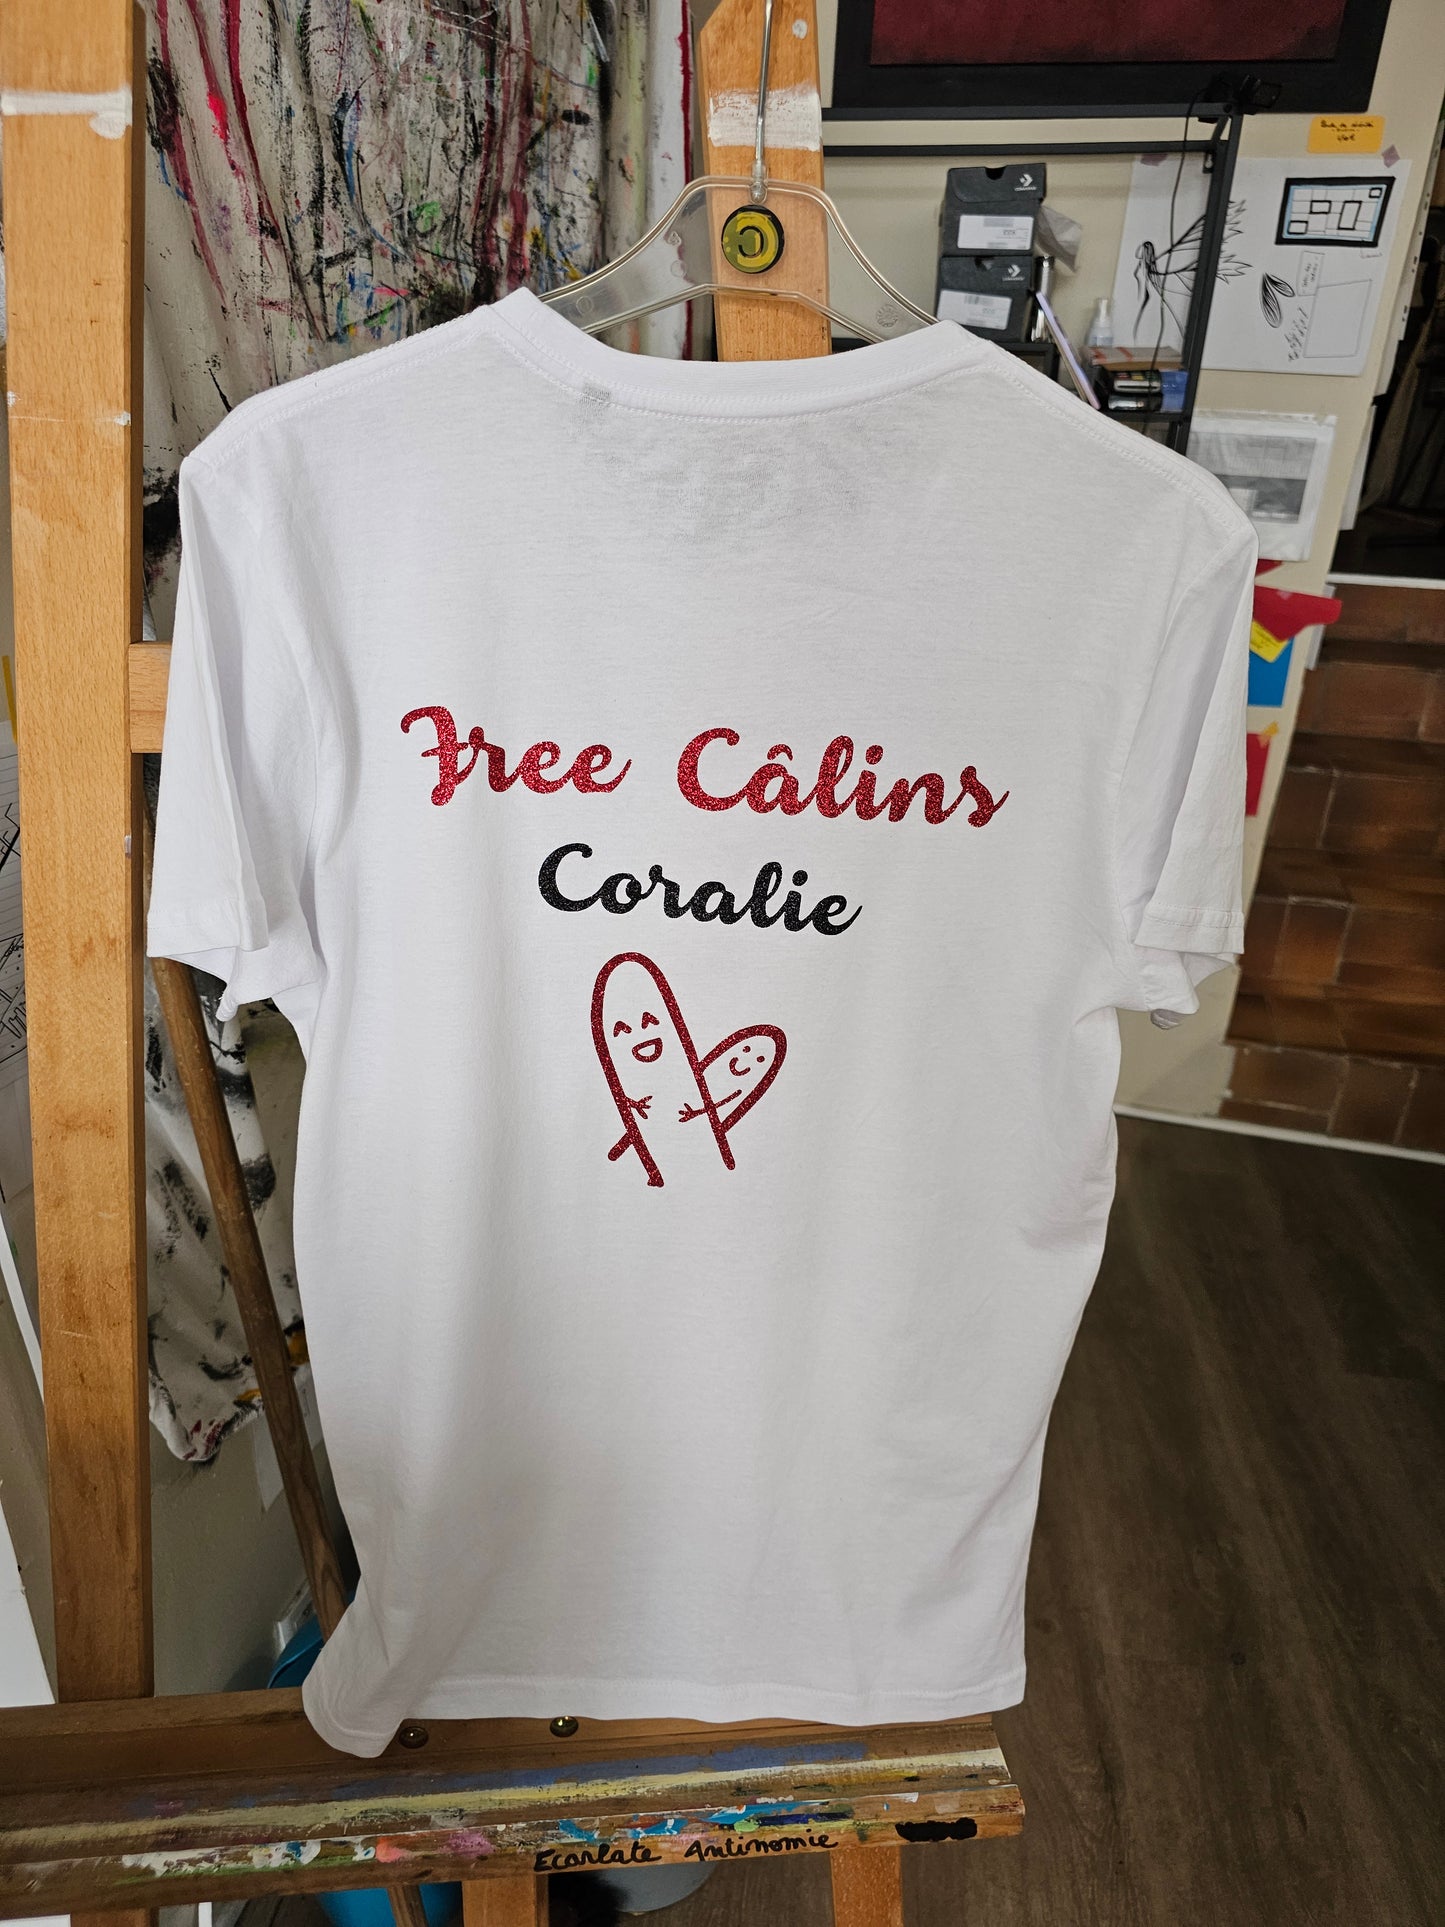 Free Câlins
Coralie
Ecarlate Antinomie